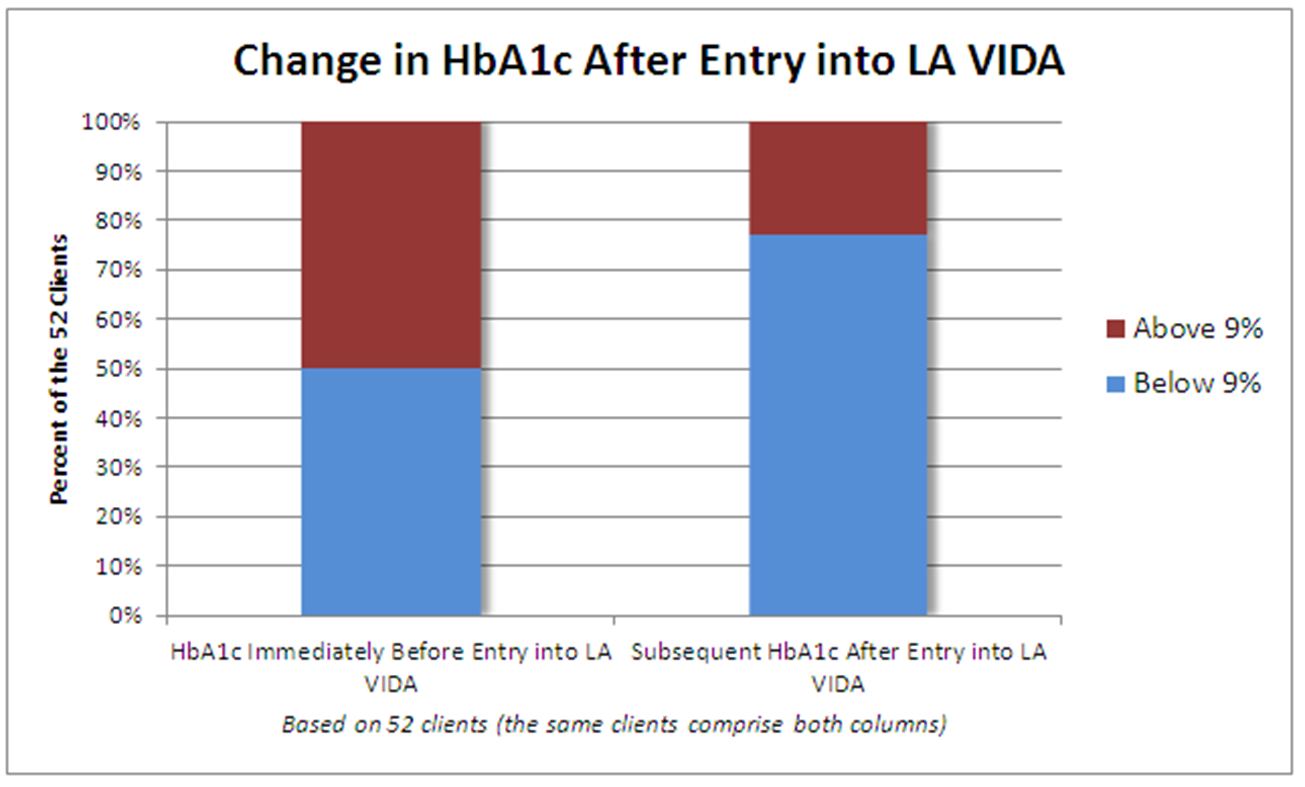 Change in HbA1c After Entry into LA VIDA
100%
90%
80%
70%
60%
50%
40%
30%
20%
10%
0%
Percent of the 52 Clients
Above 9%
Below 9%
HbA1c Immediately Before Entry into LA
VIDA
Subsequent HbA1c After Entry into LA
VIDA
Based on 52 clients (the same clients comprise both columns)